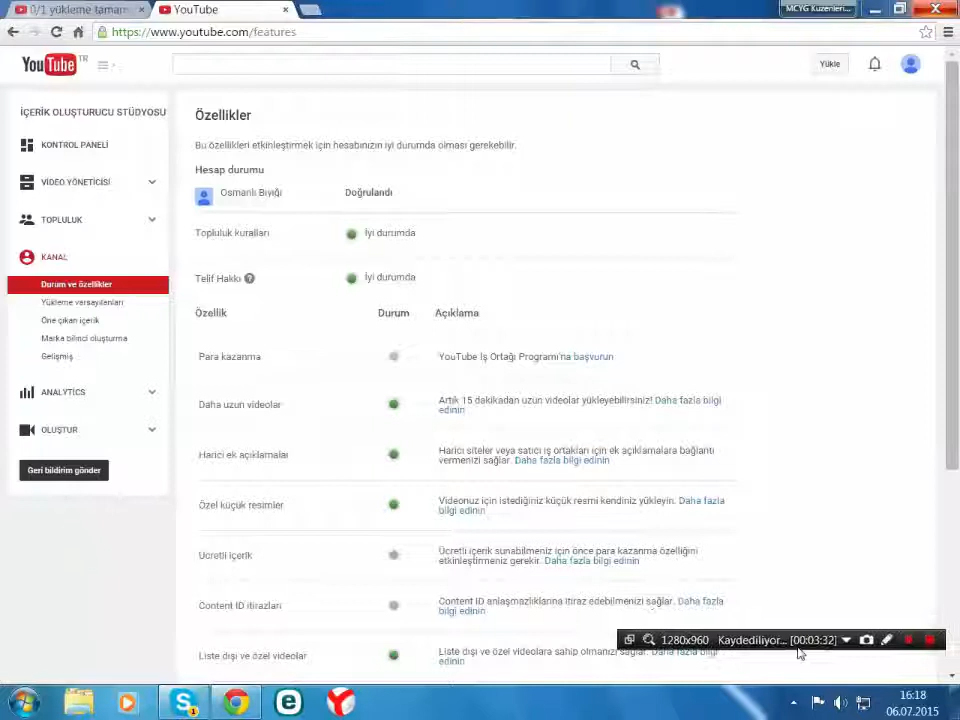 0/1 yükleme tamam
YouTube
MCYG Kuzenleri...
https://www.youtube.com/features
YouTube TR
Yükle
İÇERİK OLUŞTURUCU STÜDYOSU
KONTROL PANELİ
VİDEO YÖNETİCİSİ
TOPLULUK
KANAL
Durum ve özellikler
Yükleme varsayılanları
Öne çıkan içerik
Marka bilinci oluşturma
Gelişmiş
ANALYTICS
OLUŞTUR
Geri bildirim gönder
Özellikler
Bu özellikleri etkinleştirmek için hesabınızın iyi durumda olması gerekebilir.
Hesap durumu
Osmanlı Bıyığı Doğrulandı
Topluluk kuralları İyi durumda
Telif Hakkı ? İyi durumda
Özellik Durum Açıklama
Para kazanma YouTube İş Ortağı Programı'na başvurun
Daha uzun videolar Artık 15 dakikadan uzun videolar yükleyebilirsiniz! Daha fazla bilgi
edinin
Harici ek açıklamalar Harici siteler veya satıcı iş ortakları için ek açıklamalara bağlantı
vermenizi sağlar. Daha fazla bilgi edinin
Özel küçük resimler Videonuz için istediğiniz küçük resmi kendiniz yükleyin. Daha fazla
bilgi edinin
Ücretli içerik Ücretli içerik sunabilmeniz için önce para kazanma özelliğini
etkinleştirmeniz gerekir. Daha fazla bilgi edinin
Content ID itirazları Content ID anlaşmazlıklarına itiraz edebilmenizi sağlar. Daha fazla
bilgi edinin
Liste dışı ve özel videolar Liste dışı ve özel videolara sahip olmanızı sağlar. Daha fazla bilgi
edinin
1280x960 Kaydediliyor... [00:03:32]
16:18
06.07.2015